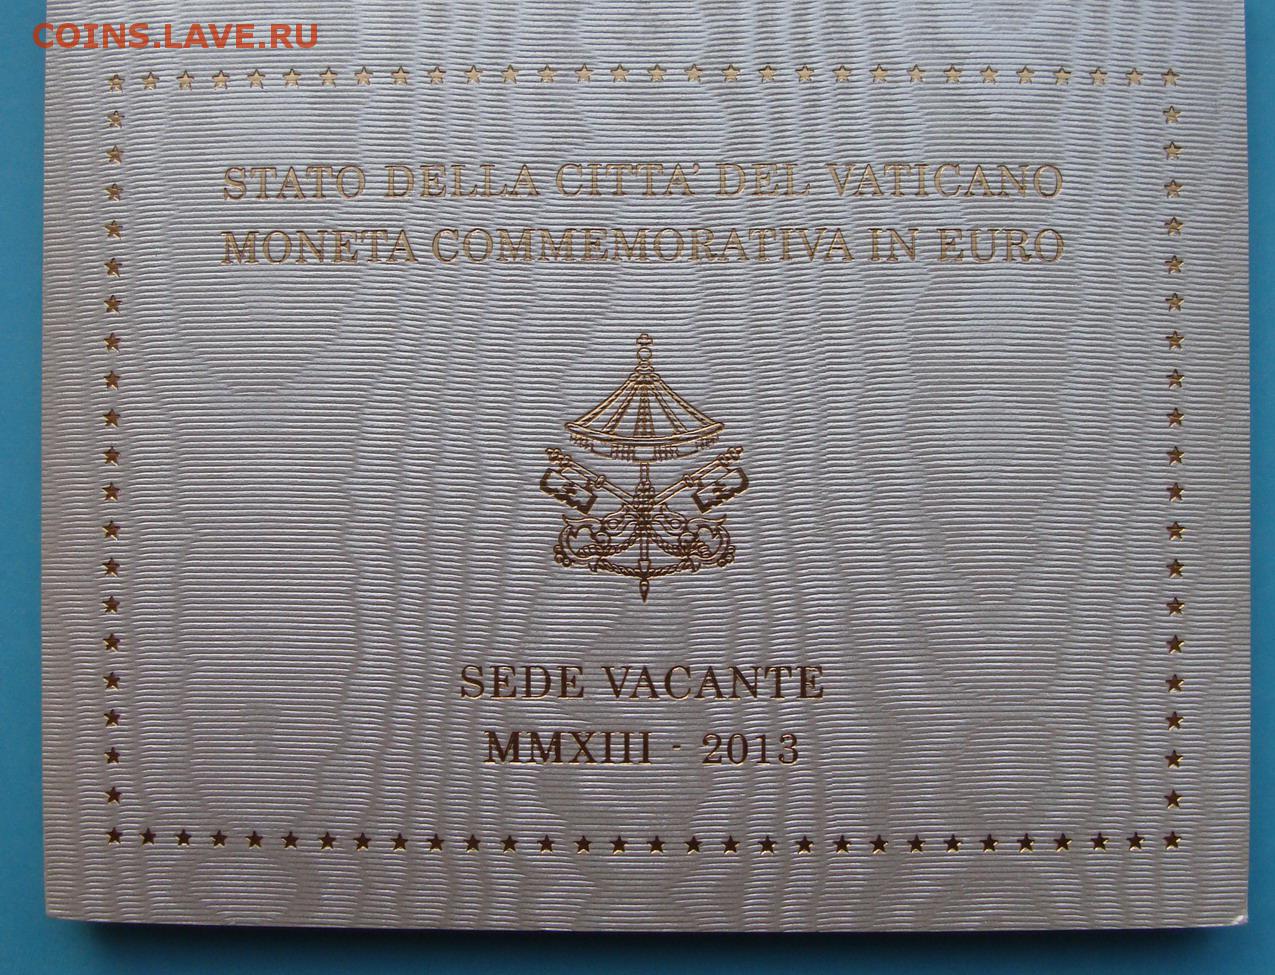 COINS.LAVE.RU
STATO DELLA CITTA' DEL VATICANO
MONETA COMMEMORATIVA IN EURO
SEDE VACANTE
MMXIII - 2013